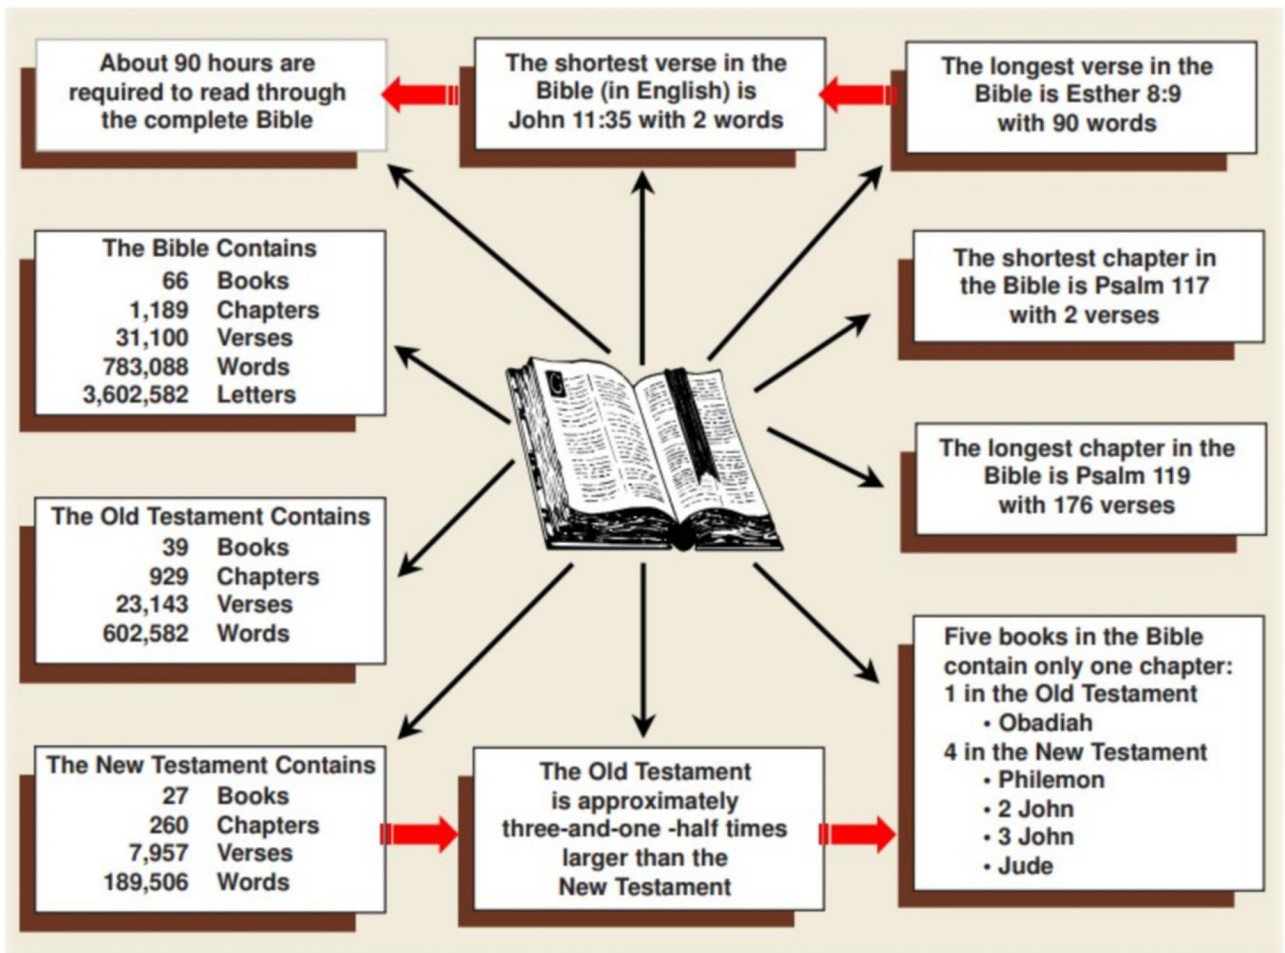 About 90 hours are
required to read through
the complete Bible
The shortest verse in the
Bible (in English) is
John 11:35 with 2 words
The longest verse in the
Bible is Esther 8:9
with 90 words
The Bible Contains
66 Books
1,189 Chapters
31,100 Verses
783,088 Words
3,602,582 Letters
The shortest chapter in
the Bible is Psalm 117
with 2 verses
The longest chapter in the
Bible is Psalm 119
with 176 verses
The Old Testament Contains
39 Books
929 Chapters
23,143 Verses
602,582 Words
The New Testament Contains
27 Books
260 Chapters
7,957 Verses
189,506 Words
The Old Testament
is approximately
three-and-one -half times
larger than the
New Testament
Five books in the Bible
contain only one chapter:
1 in the Old Testament
• Obadiah
4 in the New Testament
• Philemon
• 2 John
• 3 John
• Jude